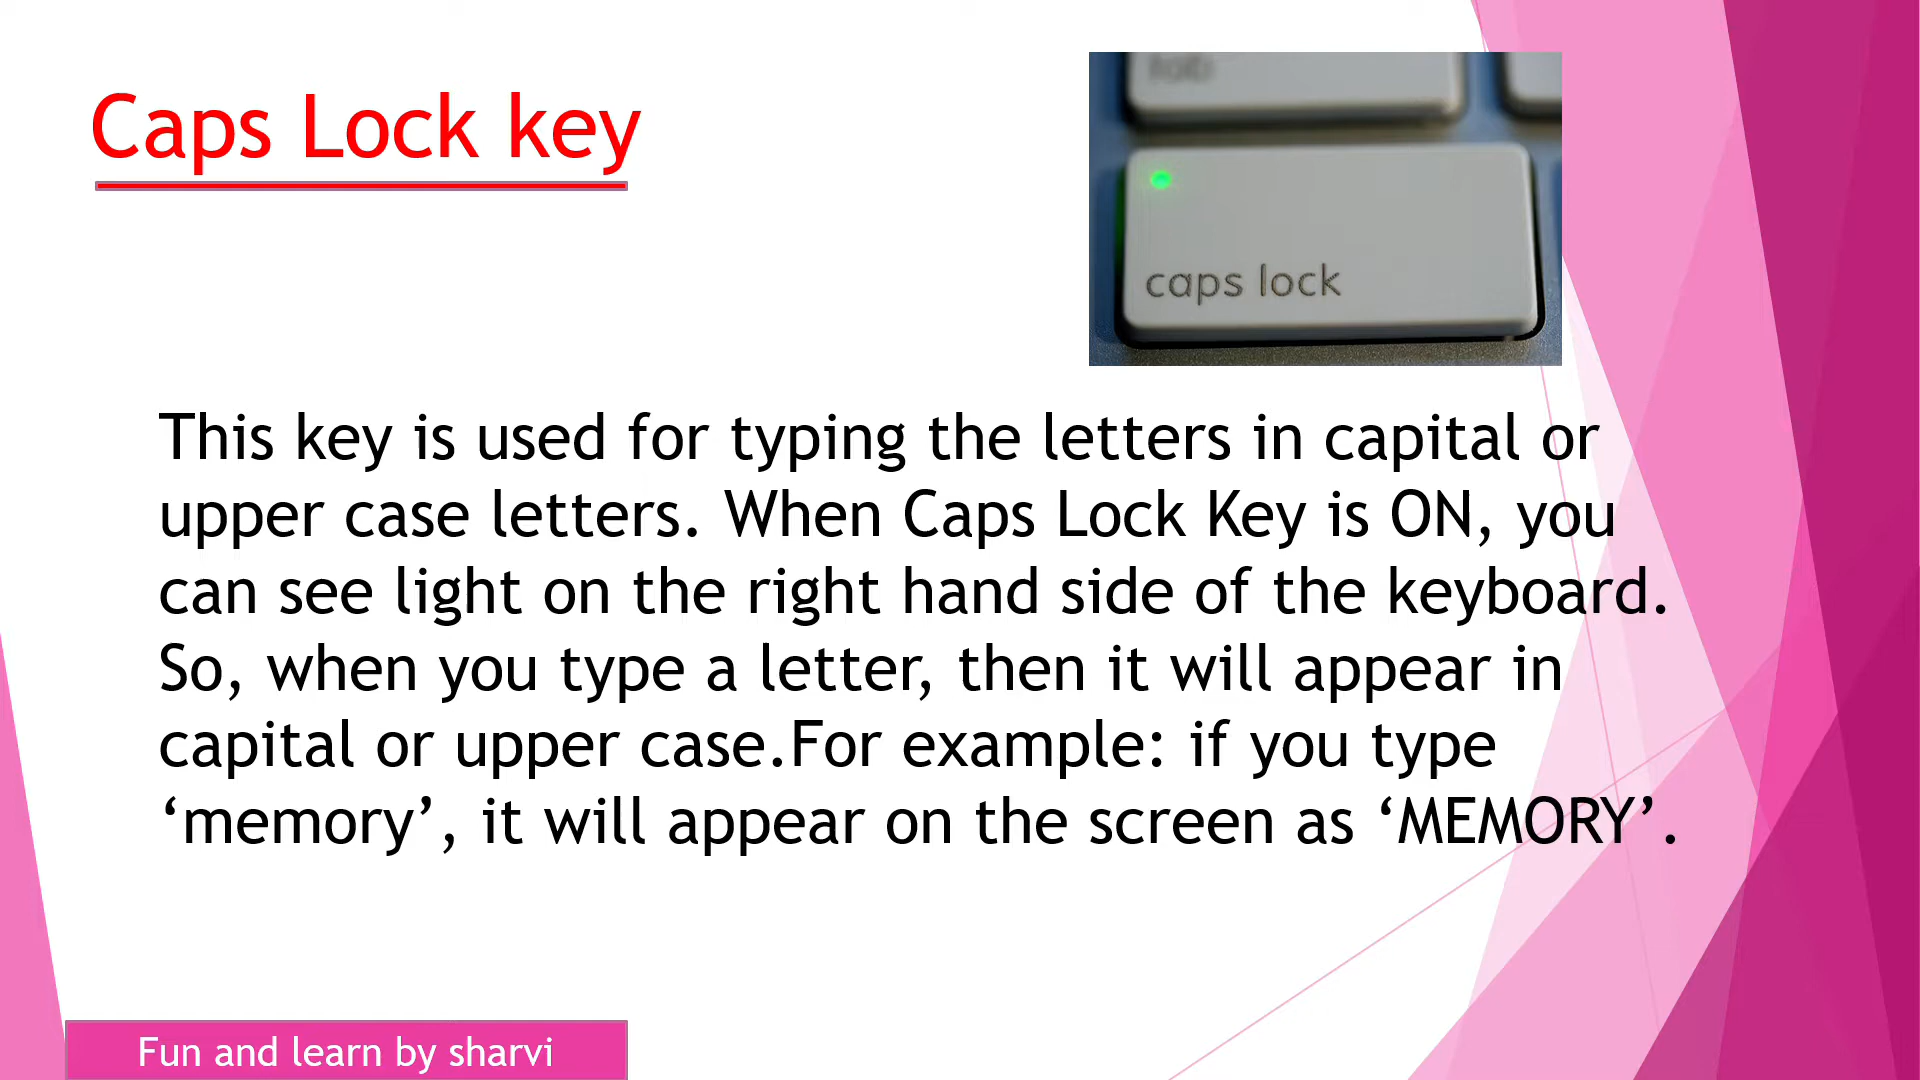 Caps Lock key
tab
caps lock
This key is used for typing the letters in capital or
upper case letters. When Caps Lock Key is ON, you
can see light on the right hand side of the keyboard.
So, when you type a letter, then it will appear in
capital or upper case.For example: if you type
‘memory’, it will appear on the screen as ‘MEMORY’.
Fun and learn by sharvi